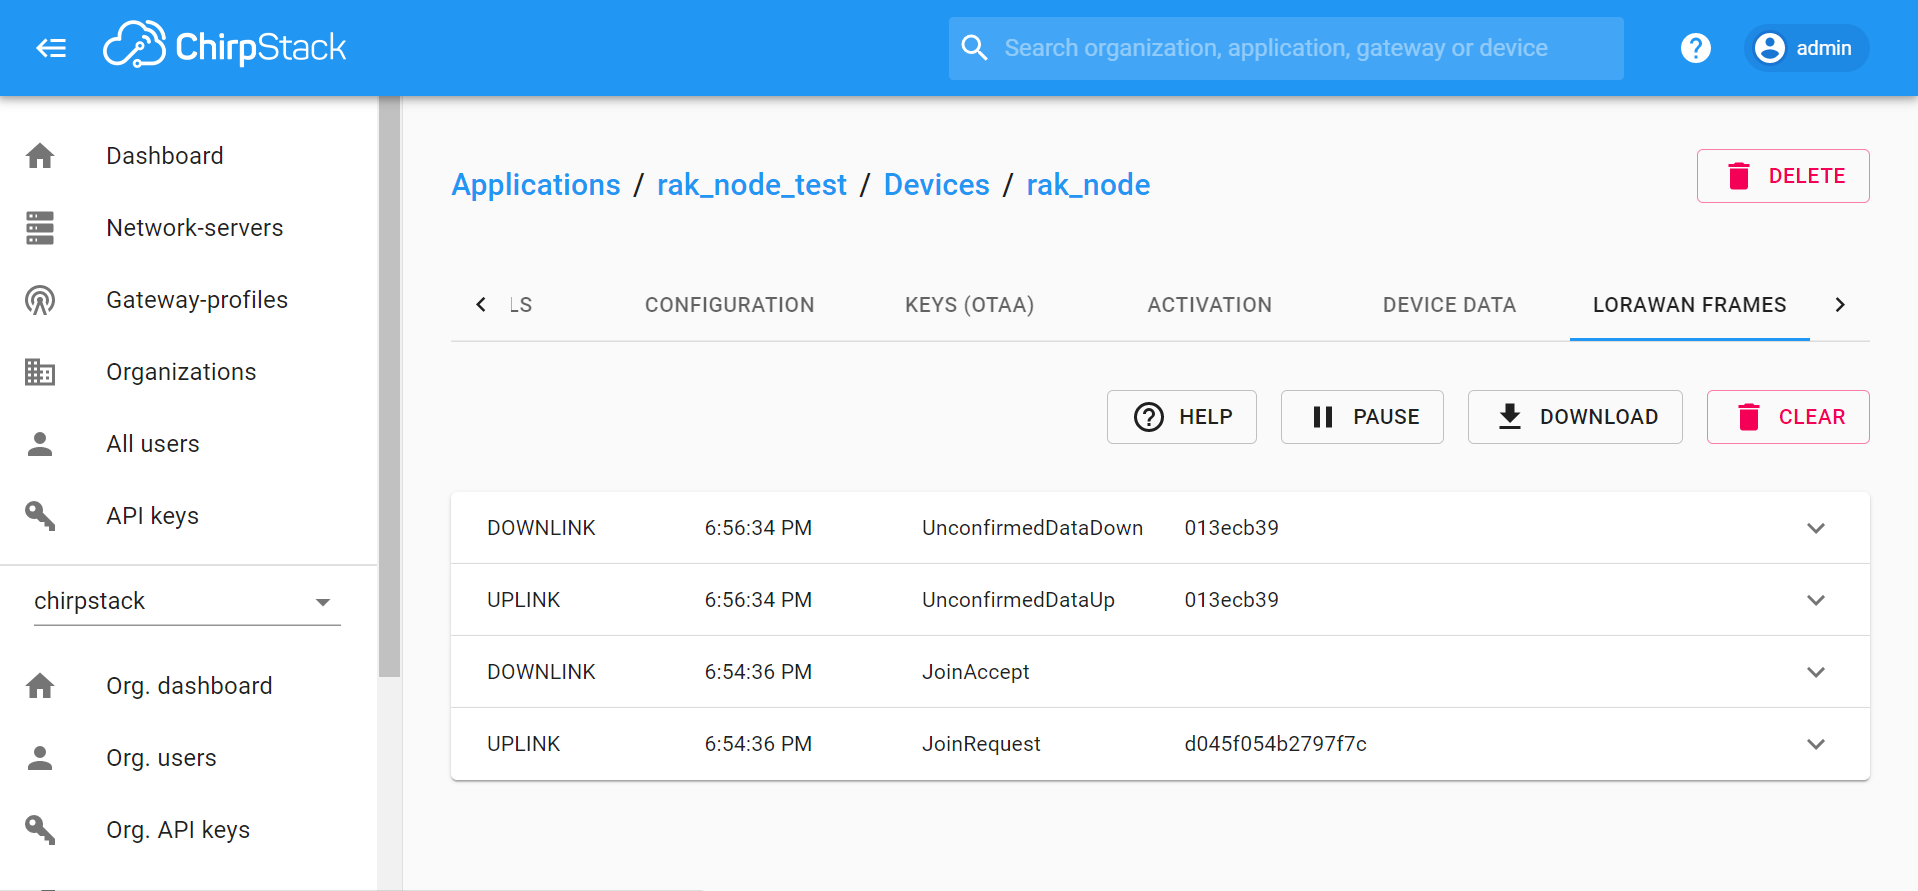 ChirpStack
Search organization, application, gateway or device
? admin
Dashboard
Network-servers
Gateway-profiles
Organizations
All users
API keys
chirpstack
Org. dashboard
Org. users
Org. API keys
Applications / rak_node_test / Devices / rak_node
DELETE
LS CONFIGURATION KEYS (OTAA) ACTIVATION DEVICE DATA LORAWAN FRAMES
? HELP PAUSE DOWNLOAD CLEAR
DOWNLINK 6:56:34 PM UnconfirmedDataDown 013ecb39
UPLINK 6:56:34 PM UnconfirmedDataUp 013ecb39
DOWNLINK 6:54:36 PM JoinAccept
UPLINK 6:54:36 PM JoinRequest d045f054b2797f7c